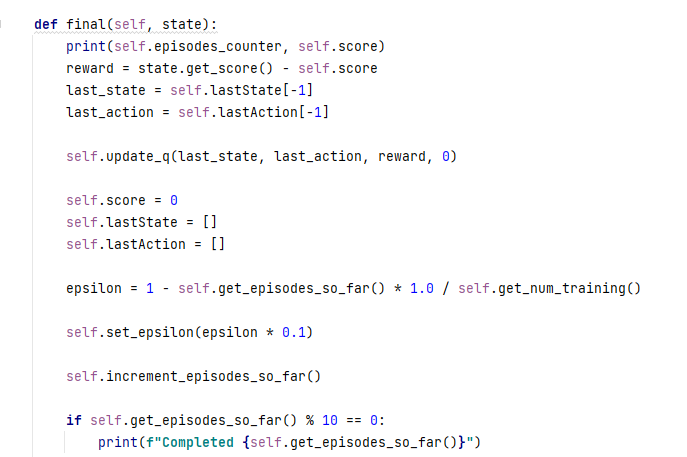 def final(self, state):
print(self.episodes_counter, self.score)
reward = state.get_score() - self.score
last_state = self.lastState[-1]
last_action = self.lastAction[-1]
self.update_q(last_state, last_action, reward, 0)
self.score = 0
self.lastState = []
self.lastAction = []
epsilon = 1 - self.get_episodes_so_far() * 1.0 / self.get_num_training()
self.set_epsilon(epsilon * 0.1)
self.increment_episodes_so_far()
if self.get_episodes_so_far() % 10 == 0:
print(f"Completed {self.get_episodes_so_far()}")